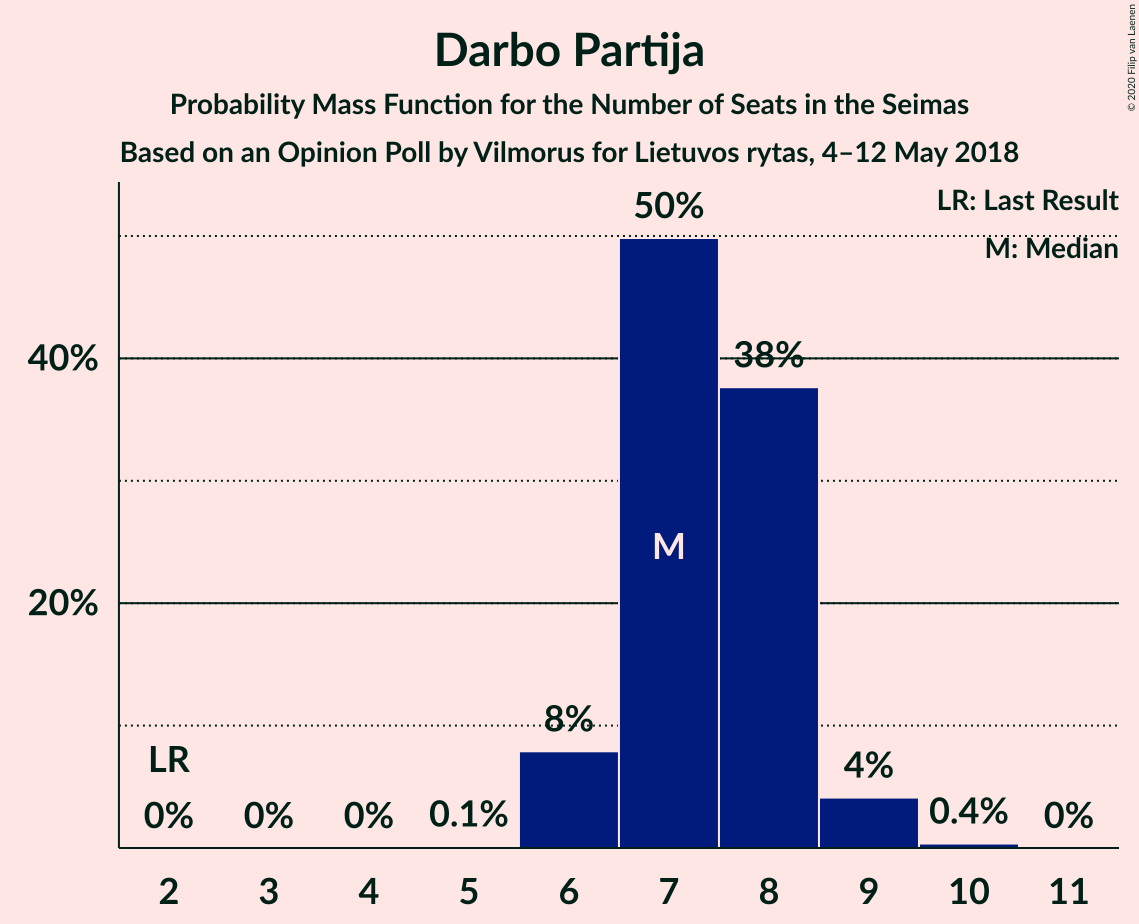 Darbo Partija
Probability Mass Function for the Number of Seats in the Seimas
Based on an Opinion Poll by Vilmorus for Lietuvos rytas, 4–12 May 2018
© 2020 Filip van Laenen
LR: Last Result
M: Median
50%
40%
38%
M
20%
8%
LR
4%
0%
0%
0%
0.1%
0.4%
0%
2
3
4
5
6
7
8
9
10
11